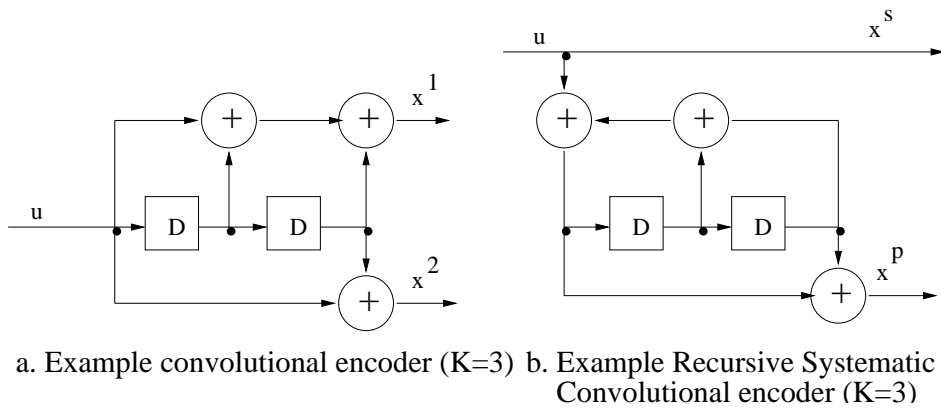 u
x^s
x^1
+
+
+
+
u
D
D
D
D
x^2
x^p
+
+
a. Example convolutional encoder (K=3)
b. Example Recursive Systematic
Convolutional encoder (K=3)